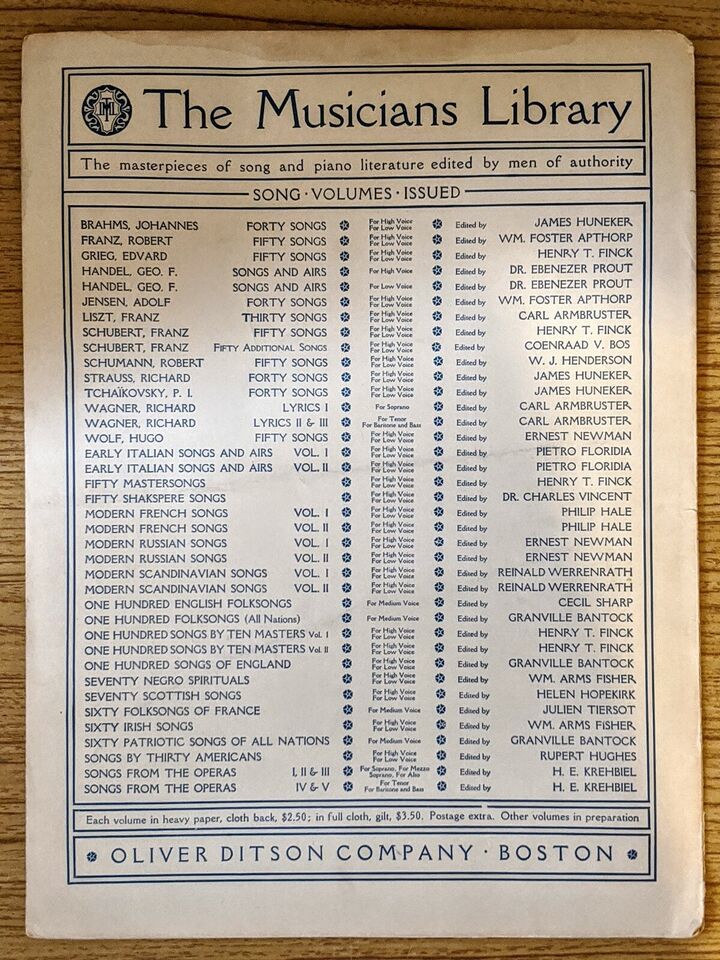 The Musicians Library
The masterpieces of song and piano literature edited by men of authority
SONG · VOLUMES · ISSUED
BRAHMS, JOHANNES FORTY SONGS For High Voice For Low Voice Edited by JAMES HUNEKER
FRANZ, ROBERT FIFTY SONGS For High Voice For Low Voice Edited by WM. FOSTER APTHORP
GRIEG, EDVARD FIFTY SONGS For High Voice For Low Voice Edited by HENRY T. FINCK
HANDEL, GEO. F. SONGS AND AIRS For High Voice Edited by DR. EBENEZER PROUT
HANDEL, GEO. F. SONGS AND AIRS For Low Voice Edited by DR. EBENEZER PROUT
JENSEN, ADOLF FORTY SONGS For High Voice For Low Voice Edited by WM. FOSTER APTHORP
LISZT, FRANZ THIRTY SONGS For High Voice For Low Voice Edited by CARL ARMBRUSTER
SCHUBERT, FRANZ FIFTY SONGS For High Voice For Low Voice Edited by HENRY T. FINCK
SCHUBERT, FRANZ FIFTY ADDITIONAL SONGS For High Voice For Low Voice Edited by COENRAAD V. BOS
SCHUMANN, ROBERT FIFTY SONGS For High Voice For Low Voice Edited by W. J. HENDERSON
STRAUSS, RICHARD FORTY SONGS For High Voice For Low Voice Edited by JAMES HUNEKER
TCHAÏKOVSKY, P. I. FORTY SONGS For High Voice For Low Voice Edited by JAMES HUNEKER
WAGNER, RICHARD LYRICS I For Soprano Edited by CARL ARMBRUSTER
WAGNER, RICHARD LYRICS II & III For Tenor For Baritone and Bass Edited by CARL ARMBRUSTER
WOLF, HUGO FIFTY SONGS For High Voice For Low Voice Edited by ERNEST NEWMAN
EARLY ITALIAN SONGS AND AIRS VOL. I For High Voice For Low Voice Edited by PIETRO FLORIDIA
EARLY ITALIAN SONGS AND AIRS VOL. II For High Voice For Low Voice Edited by PIETRO FLORIDIA
FIFTY MASTERSONGS For High Voice For Low Voice Edited by HENRY T. FINCK
FIFTY SHAKSPERE SONGS For High Voice For Low Voice Edited by DR. CHARLES VINCENT
MODERN FRENCH SONGS VOL. I For High Voice For Low Voice Edited by PHILIP HALE
MODERN FRENCH SONGS VOL. II For High Voice For Low Voice Edited by PHILIP HALE
MODERN RUSSIAN SONGS VOL. I For High Voice For Low Voice Edited by ERNEST NEWMAN
MODERN RUSSIAN SONGS VOL. II For High Voice For Low Voice Edited by ERNEST NEWMAN
MODERN SCANDINAVIAN SONGS VOL. I For High Voice For Low Voice Edited by REINALD WERRENRATH
MODERN SCANDINAVIAN SONGS VOL. II For High Voice For Low Voice Edited by REINALD WERRENRATH
ONE HUNDRED ENGLISH FOLKSONGS For Medium Voice Edited by CECIL SHARP
ONE HUNDRED FOLKSONGS (All Nations) For Medium Voice Edited by GRANVILLE BANTOCK
ONE HUNDRED SONGS BY TEN MASTERS Vol. I For High Voice For Low Voice Edited by HENRY T. FINCK
ONE HUNDRED SONGS BY TEN MASTERS Vol. II For High Voice For Low Voice Edited by HENRY T. FINCK
ONE HUNDRED SONGS OF ENGLAND For High Voice For Low Voice Edited by GRANVILLE BANTOCK
SEVENTY NEGRO SPIRITUALS For High Voice For Low Voice Edited by WM. ARMS FISHER
SEVENTY SCOTTISH SONGS For High Voice For Low Voice Edited by HELEN HOPEKIRK
SIXTY FOLKSONGS OF FRANCE For Medium Voice Edited by JULIEN TIERSOT
SIXTY IRISH SONGS For High Voice For Low Voice Edited by WM. ARMS FISHER
SIXTY PATRIOTIC SONGS OF ALL NATIONS For Medium Voice Edited by GRANVILLE BANTOCK
SONGS BY THIRTY AMERICANS For High Voice For Low Voice Edited by RUPERT HUGHES
SONGS FROM THE OPERAS I, II & III For Soprano, For Mezzo Soprano, For Alto Edited by H. E. KREHBIEL
SONGS FROM THE OPERAS IV & V For Tenor For Baritone and Bass Edited by H. E. KREHBIEL
Each volume in heavy paper, cloth back, $2.50; in full cloth, gilt, $3.50. Postage extra. Other volumes in preparation
OLIVER DITSON COMPANY · BOSTON